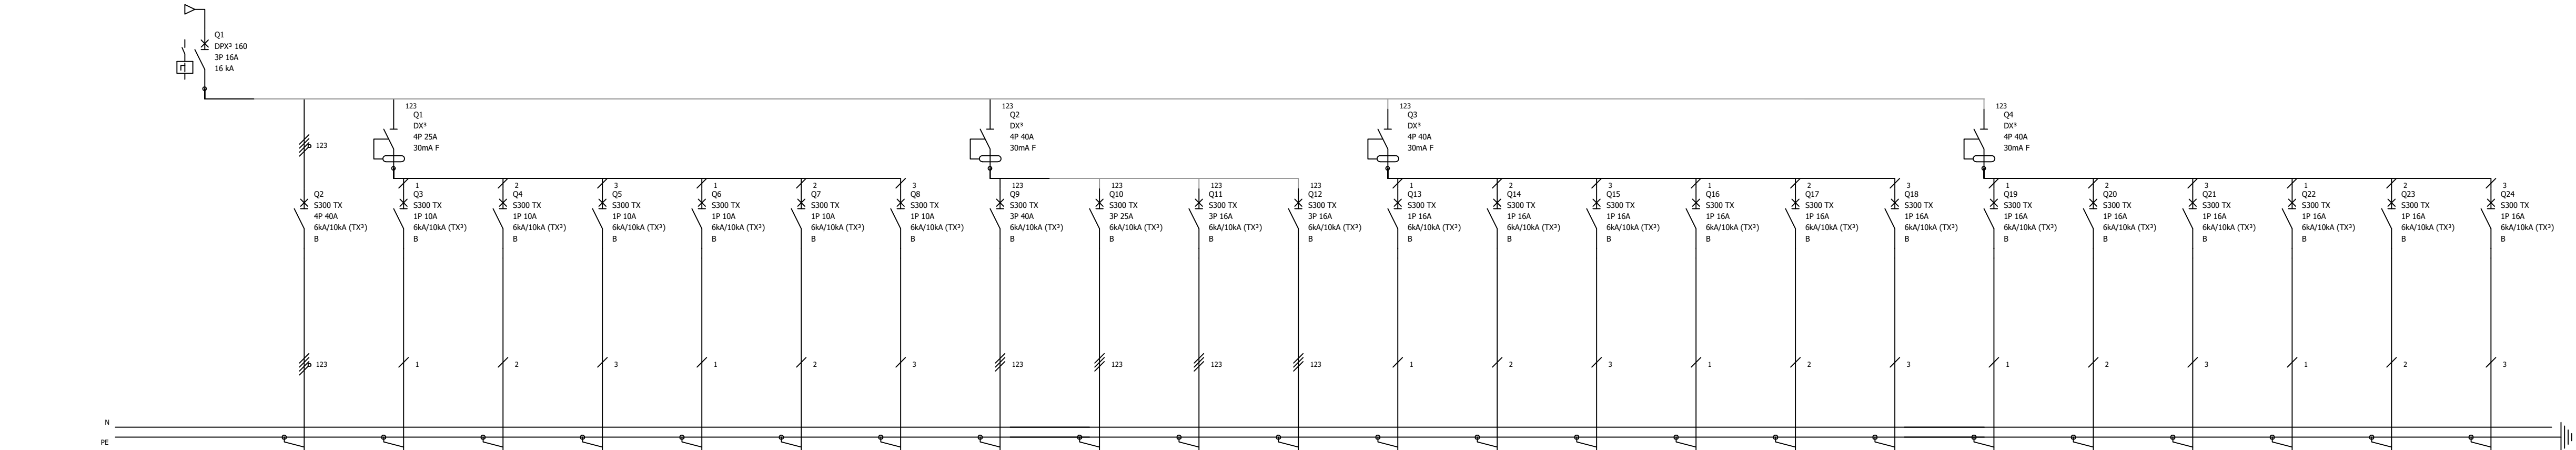 Q1
DPX³ 160
3P 16A
16 kA
123
Q1
DX³
4P 25A
30mA F
123
Q2
DX³
4P 40A
30mA F
123
Q3
DX³
4P 40A
30mA F
123
Q4
DX³
4P 40A
30mA F
123
Q2
S300 TX
4P 40A
6kA/10kA (TX³)
B
1
Q3
S300 TX
1P 10A
6kA/10kA (TX³)
B
2
Q4
S300 TX
1P 10A
6kA/10kA (TX³)
B
3
Q5
S300 TX
1P 10A
6kA/10kA (TX³)
B
1
Q6
S300 TX
1P 10A
6kA/10kA (TX³)
B
2
Q7
S300 TX
1P 10A
6kA/10kA (TX³)
B
3
Q8
S300 TX
1P 10A
6kA/10kA (TX³)
B
123
Q9
S300 TX
3P 40A
6kA/10kA (TX³)
B
123
Q10
S300 TX
3P 25A
6kA/10kA (TX³)
B
123
Q11
S300 TX
3P 16A
6kA/10kA (TX³)
B
123
Q12
S300 TX
3P 16A
6kA/10kA (TX³)
B
1
Q13
S300 TX
1P 16A
6kA/10kA (TX³)
B
2
Q14
S300 TX
1P 16A
6kA/10kA (TX³)
B
3
Q15
S300 TX
1P 16A
6kA/10kA (TX³)
B
1
Q16
S300 TX
1P 16A
6kA/10kA (TX³)
B
2
Q17
S300 TX
1P 16A
6kA/10kA (TX³)
B
3
Q18
S300 TX
1P 16A
6kA/10kA (TX³)
B
1
Q19
S300 TX
1P 16A
6kA/10kA (TX³)
B
2
Q20
S300 TX
1P 16A
6kA/10kA (TX³)
B
3
Q21
S300 TX
1P 16A
6kA/10kA (TX³)
B
1
Q22
S300 TX
1P 16A
6kA/10kA (TX³)
B
2
Q23
S300 TX
1P 16A
6kA/10kA (TX³)
B
3
Q24
S300 TX
1P 16A
6kA/10kA (TX³)
B
123
1
2
3
1
2
3
123
123
123
123
1
2
3
1
2
3
1
2
3
1
2
3
N
PE